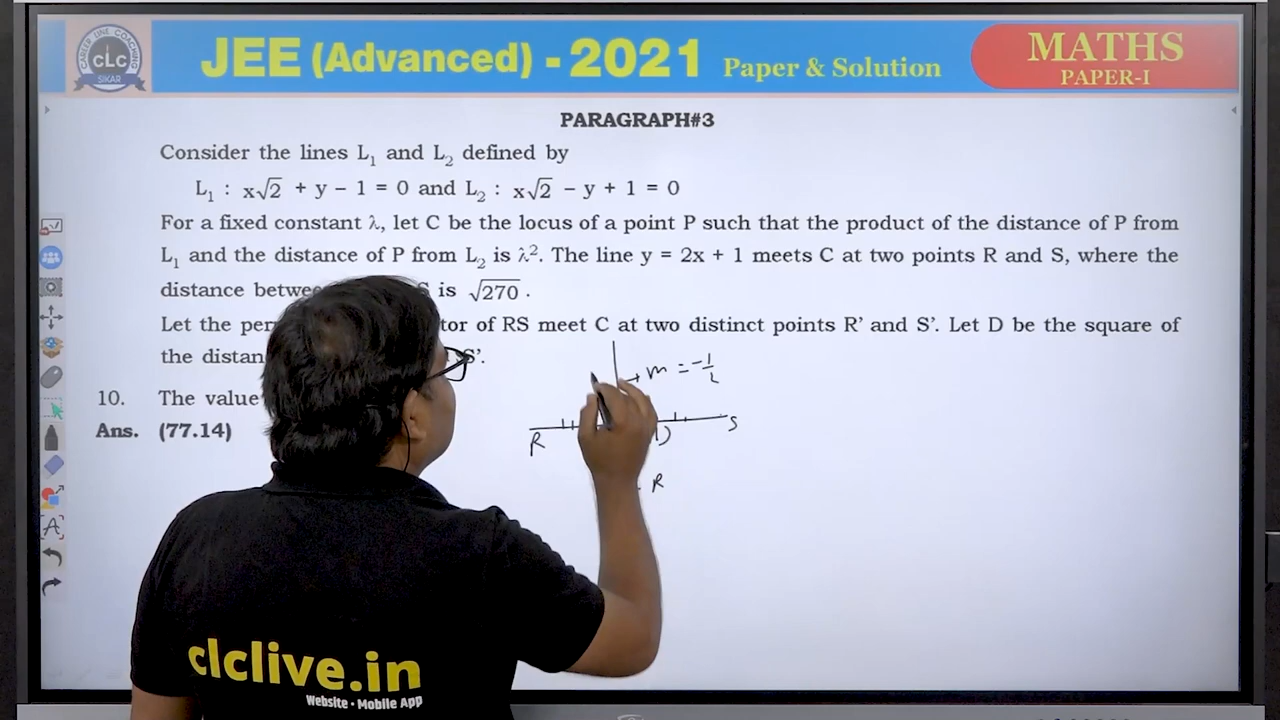 CAREER LINE COACHING
CLC
SIKAR
JEE (Advanced) - 2021 Paper & Solution
MATHS
PAPER-I
PARAGRAPH#3
Consider the lines L₁ and L₂ defined by
L₁ : x√2 + y − 1 = 0 and L₂ : x√2 − y + 1 = 0
For a fixed constant λ, let C be the locus of a point P such that the product of the distance of P from
L₁ and the distance of P from L₂ is λ². The line y = 2x + 1 meets C at two points R and S, where the
distance betwee S is √270 .
Let the per tor of RS meet C at two distinct points R’ and S’. Let D be the square of
the distan S’.
m = -1/2
10. The value
Ans. (77.14)
R S
R
clclive.in
Website • Mobile App